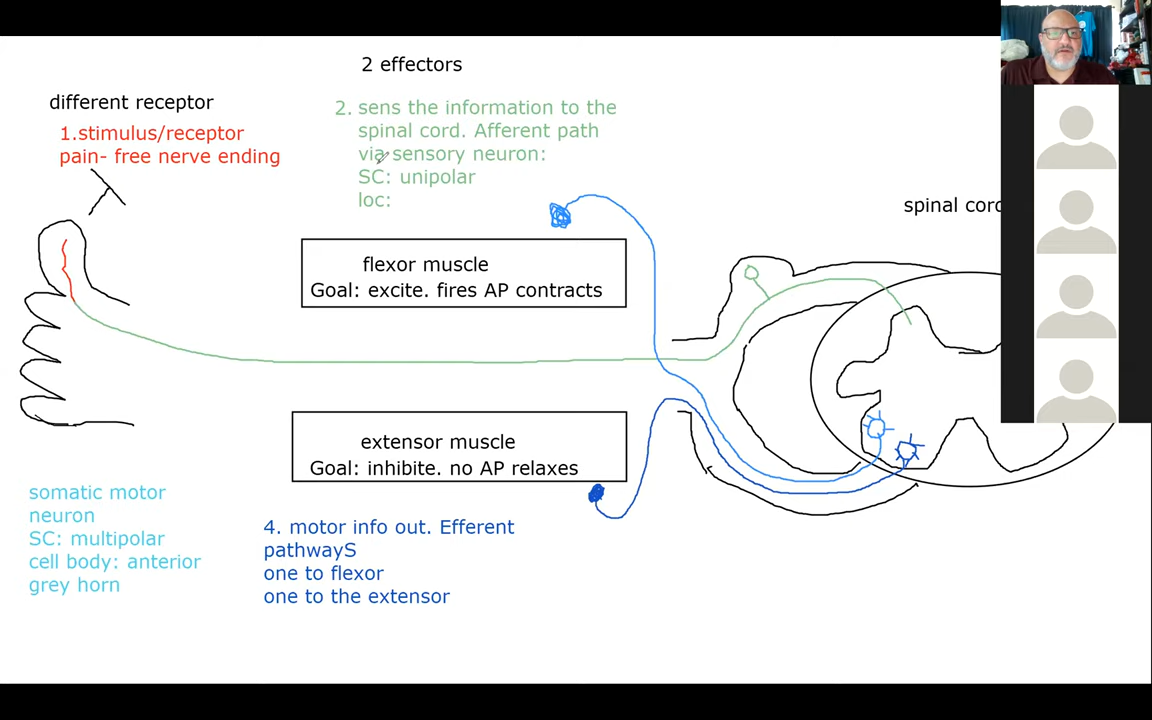 2 effectors
different receptor
1.stimulus/receptor
pain- free nerve ending
2. sens the information to the
spinal cord. Afferent path
via sensory neuron:
SC: unipolar
loc:
spinal cord
flexor muscle
Goal: excite. fires AP contracts
extensor muscle
Goal: inhibite. no AP relaxes
somatic motor
neuron
SC: multipolar
cell body: anterior
grey horn
4. motor info out. Efferent
pathwayS
one to flexor
one to the extensor